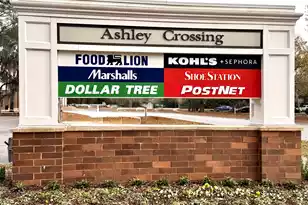 Ashley Crossing
FOOD LION
KOHL'S + SEPHORA
Marshalls
SHOE STATION
DOLLAR TREE
POSTNET